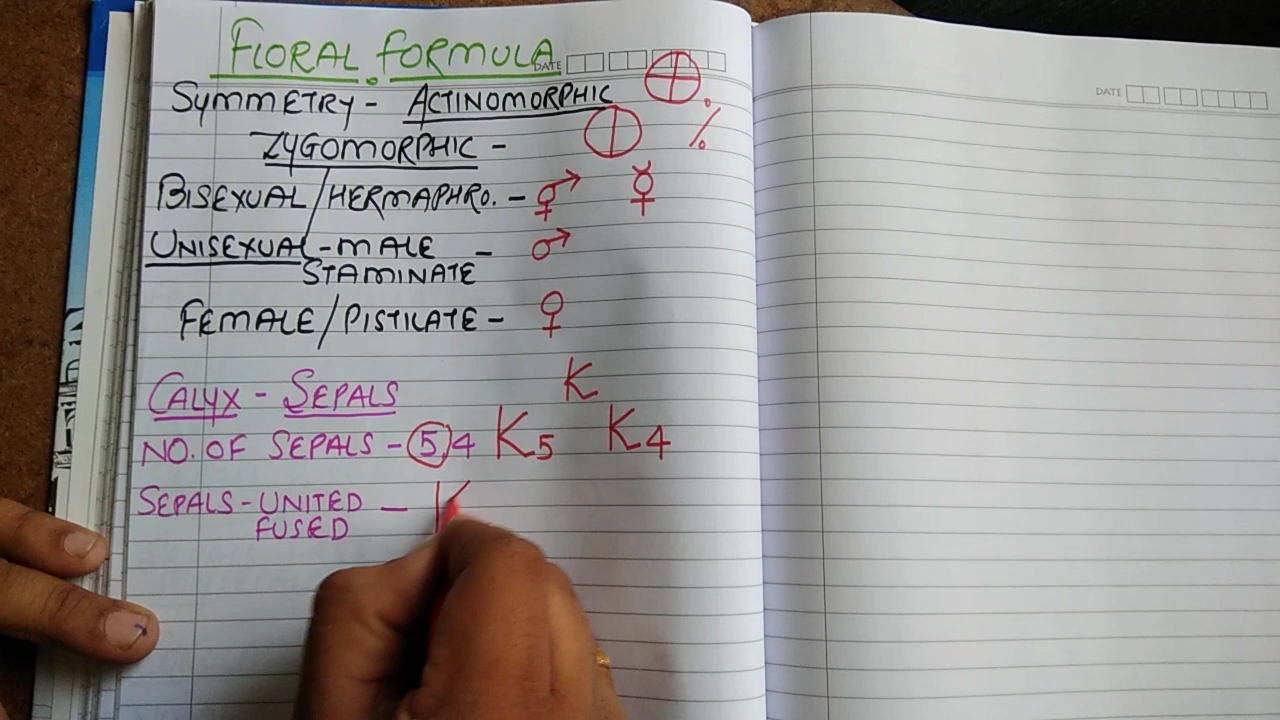 FLORAL FORMULA
DATE
SYMMETRY - ACTINOMORPHIC ⊕
ZYGOMORPHIC - ⦶ %
BISEXUAL/HERMAPHRO. - ⚥ ☿
UNISEXUAL - MALE - ♂
STAMINATE
FEMALE/PISTILATE - ♀
CALYX - SEPALS K
NO. OF SEPALS - 5, 4 K5 K4
SEPALS - UNITED - K
FUSED
DATE